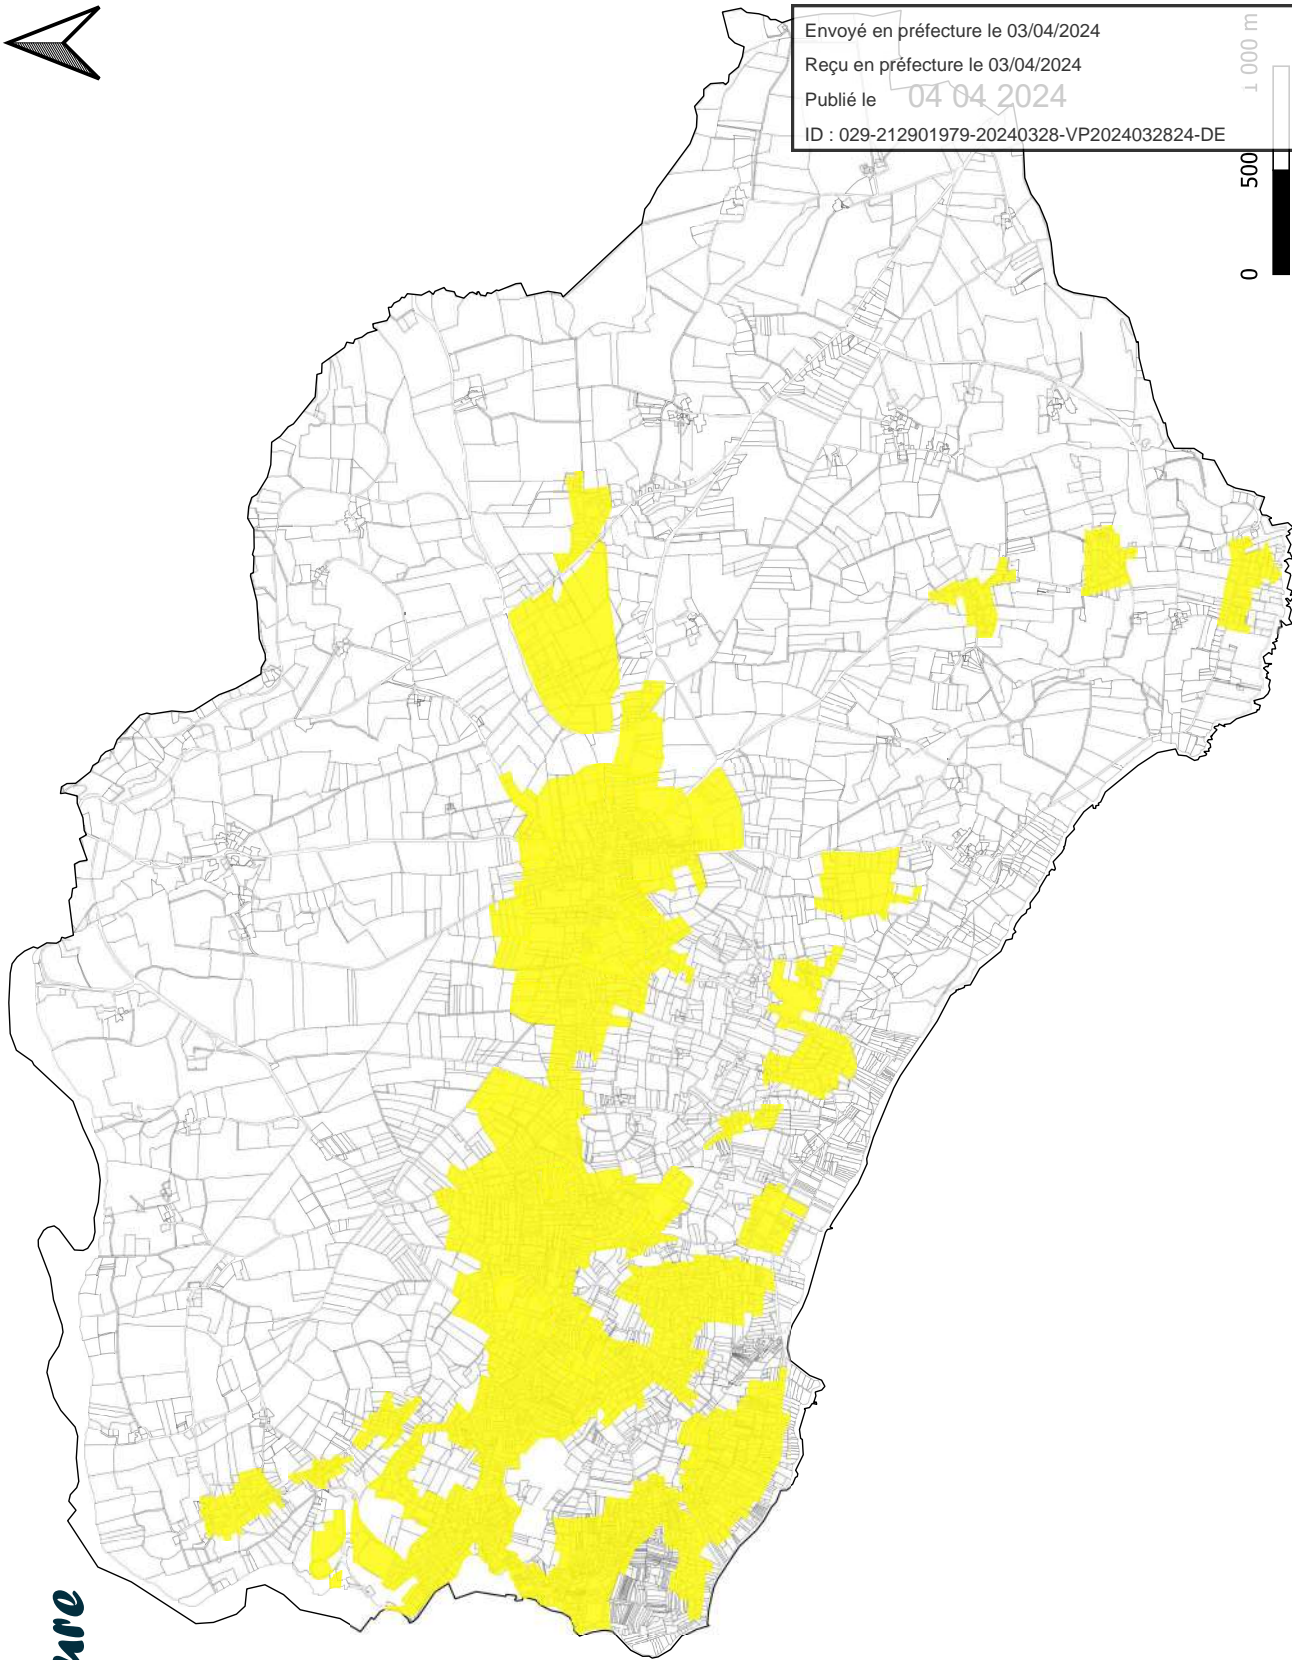 Envoyé en préfecture le 03/04/2024
Reçu en préfecture le 03/04/2024
Publié le 04 04 2024
ID : 029-212901979-20240328-VP2024032824-DE
0 500 1 000 m